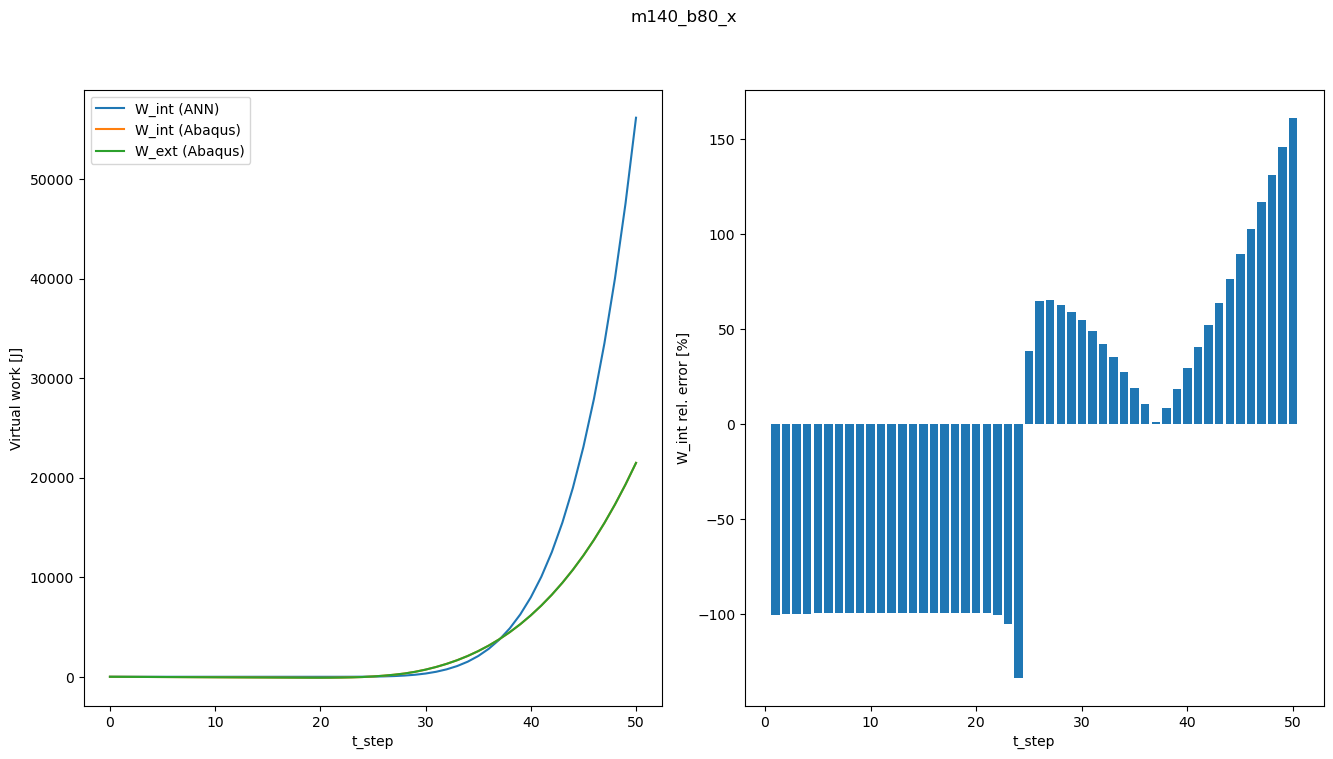 m140_b80_x
W_int (ANN)
W_int (Abaqus)
W_ext (Abaqus)
Virtual work [J]
50000
40000
30000
20000
10000
0
0 10 20 30 40 50
t_step
W_int rel. error [%]
150
100
50
0
−50
−100
0 10 20 30 40 50
t_step